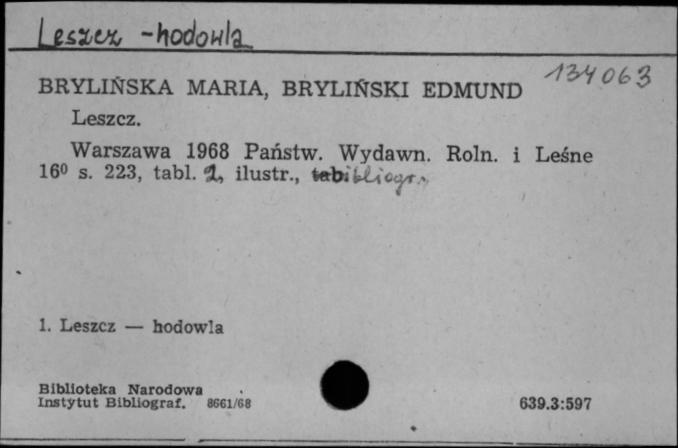 Leszcz - hodowla
134063
BRYLIŃSKA MARIA, BRYLIŃSKI EDMUND
Leszcz.
Warszawa 1968 Państw. Wydawn. Roln. i Leśne
16⁰ s. 223, tabl. 2, ilustr., bibliogr.,
1. Leszcz — hodowla
Biblioteka Narodowa
Instytut Bibliograf. 8661/68
639.3:597